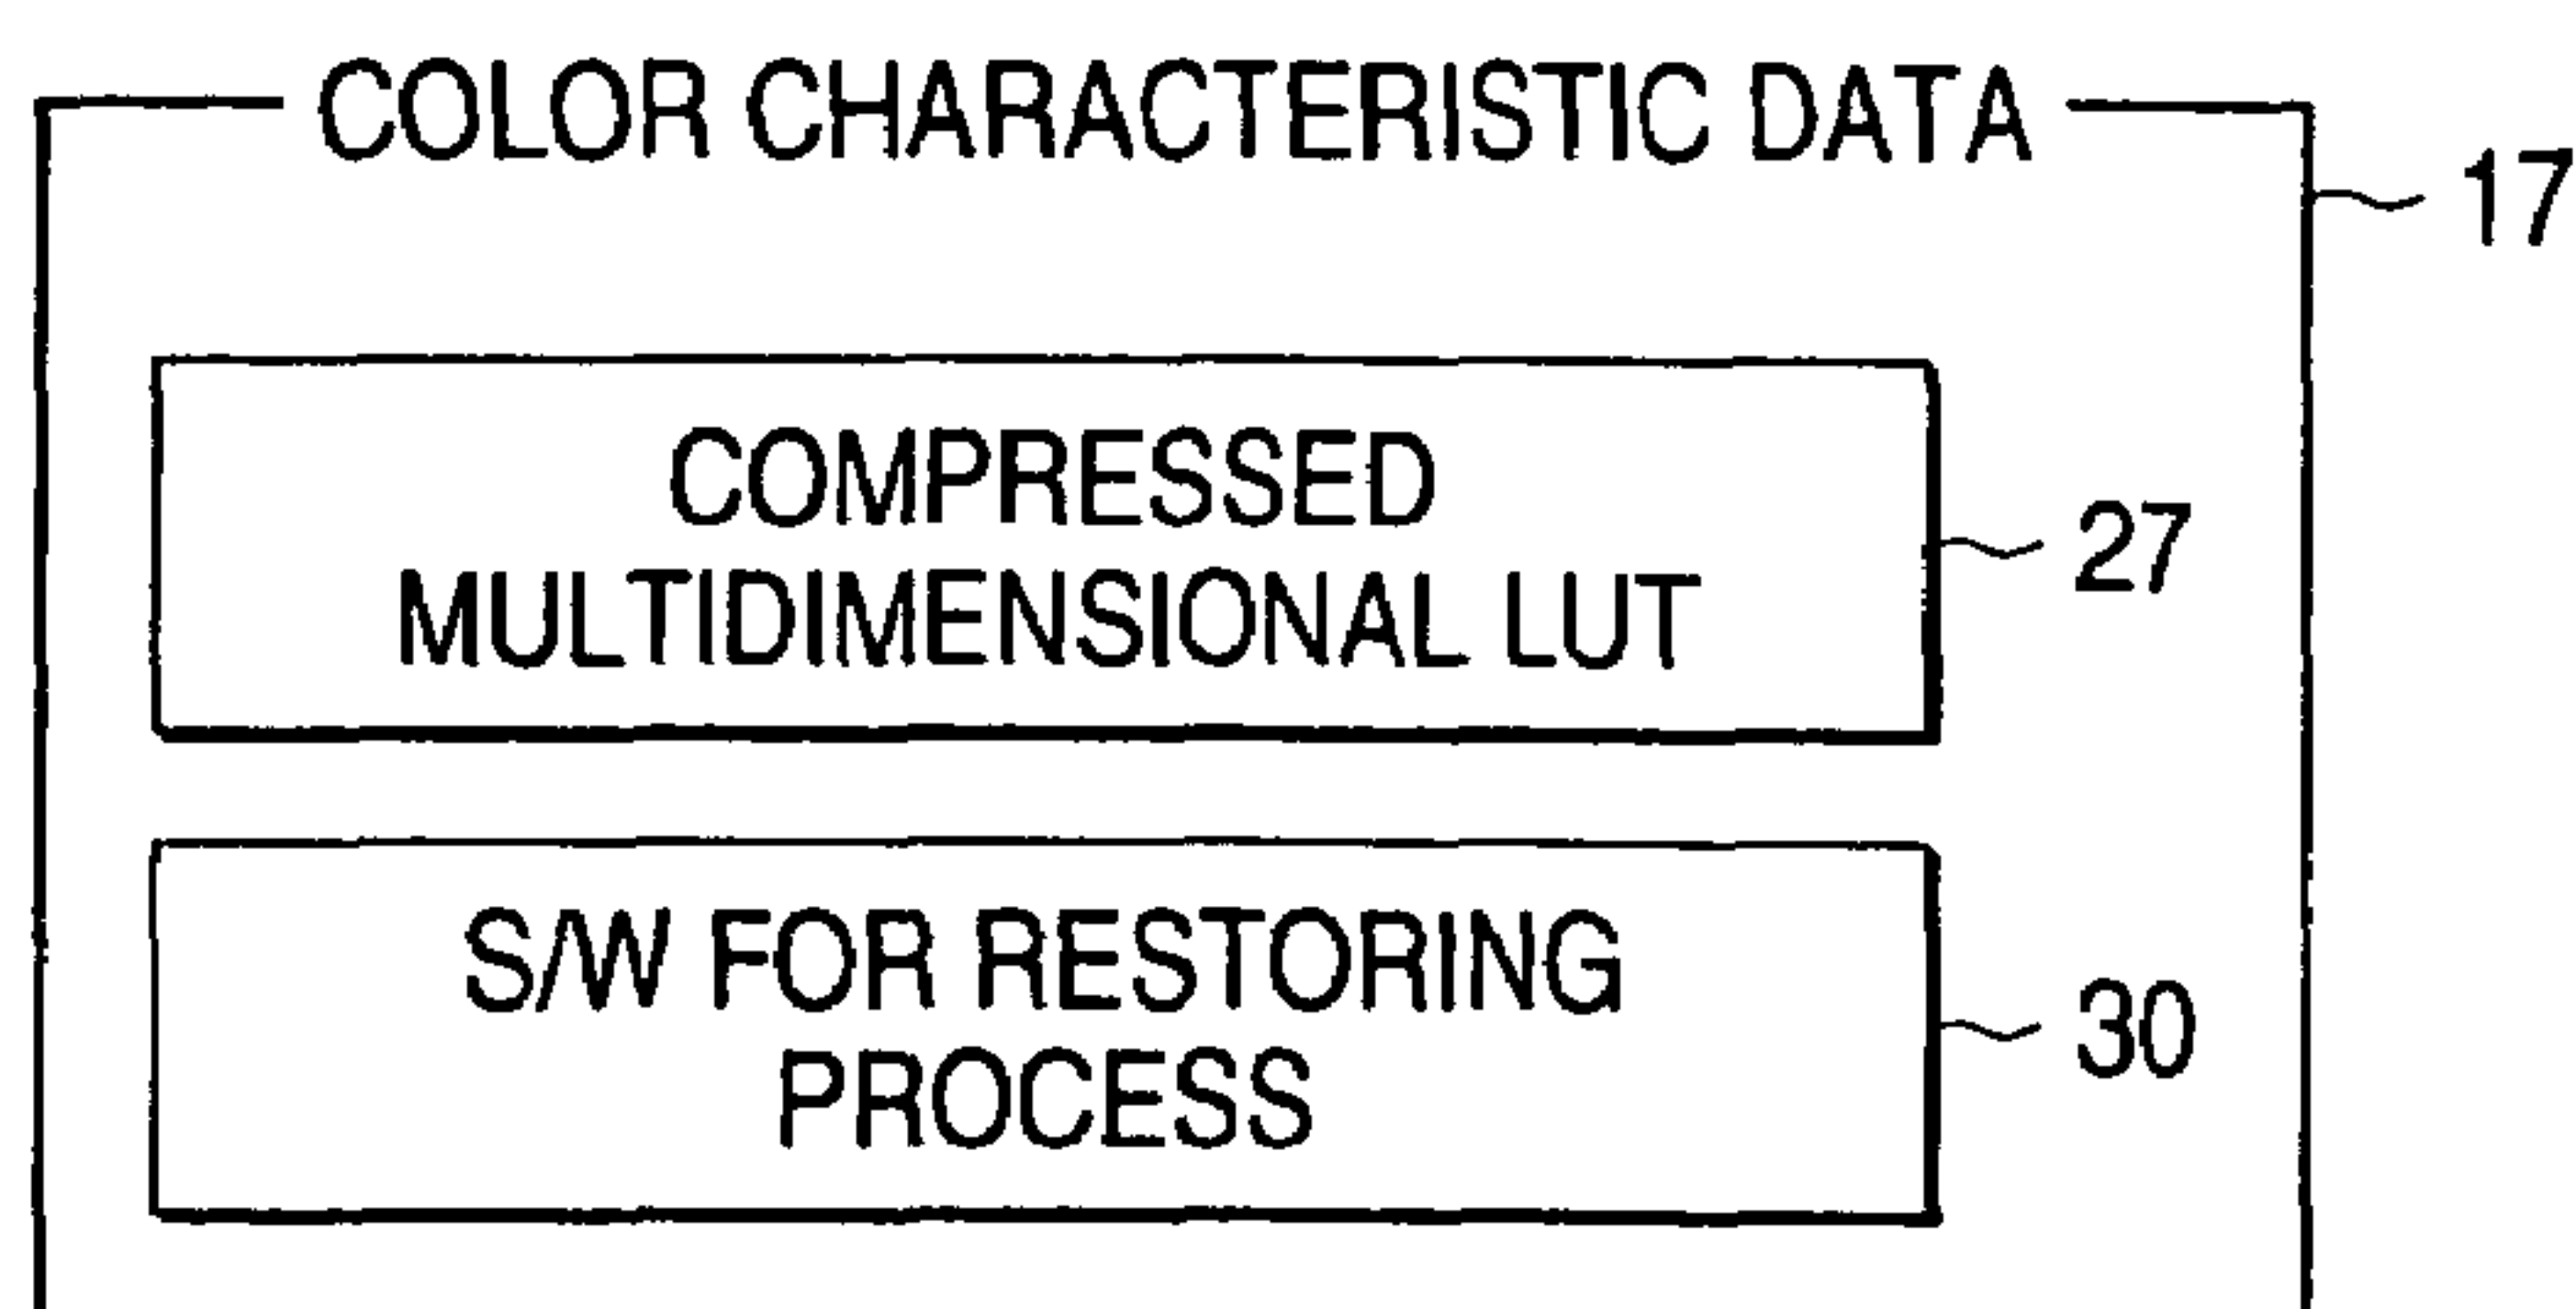 COLOR CHARACTERISTIC DATA
17
COMPRESSED
MULTIDIMENSIONAL LUT
27
S/W FOR RESTORING
PROCESS
30